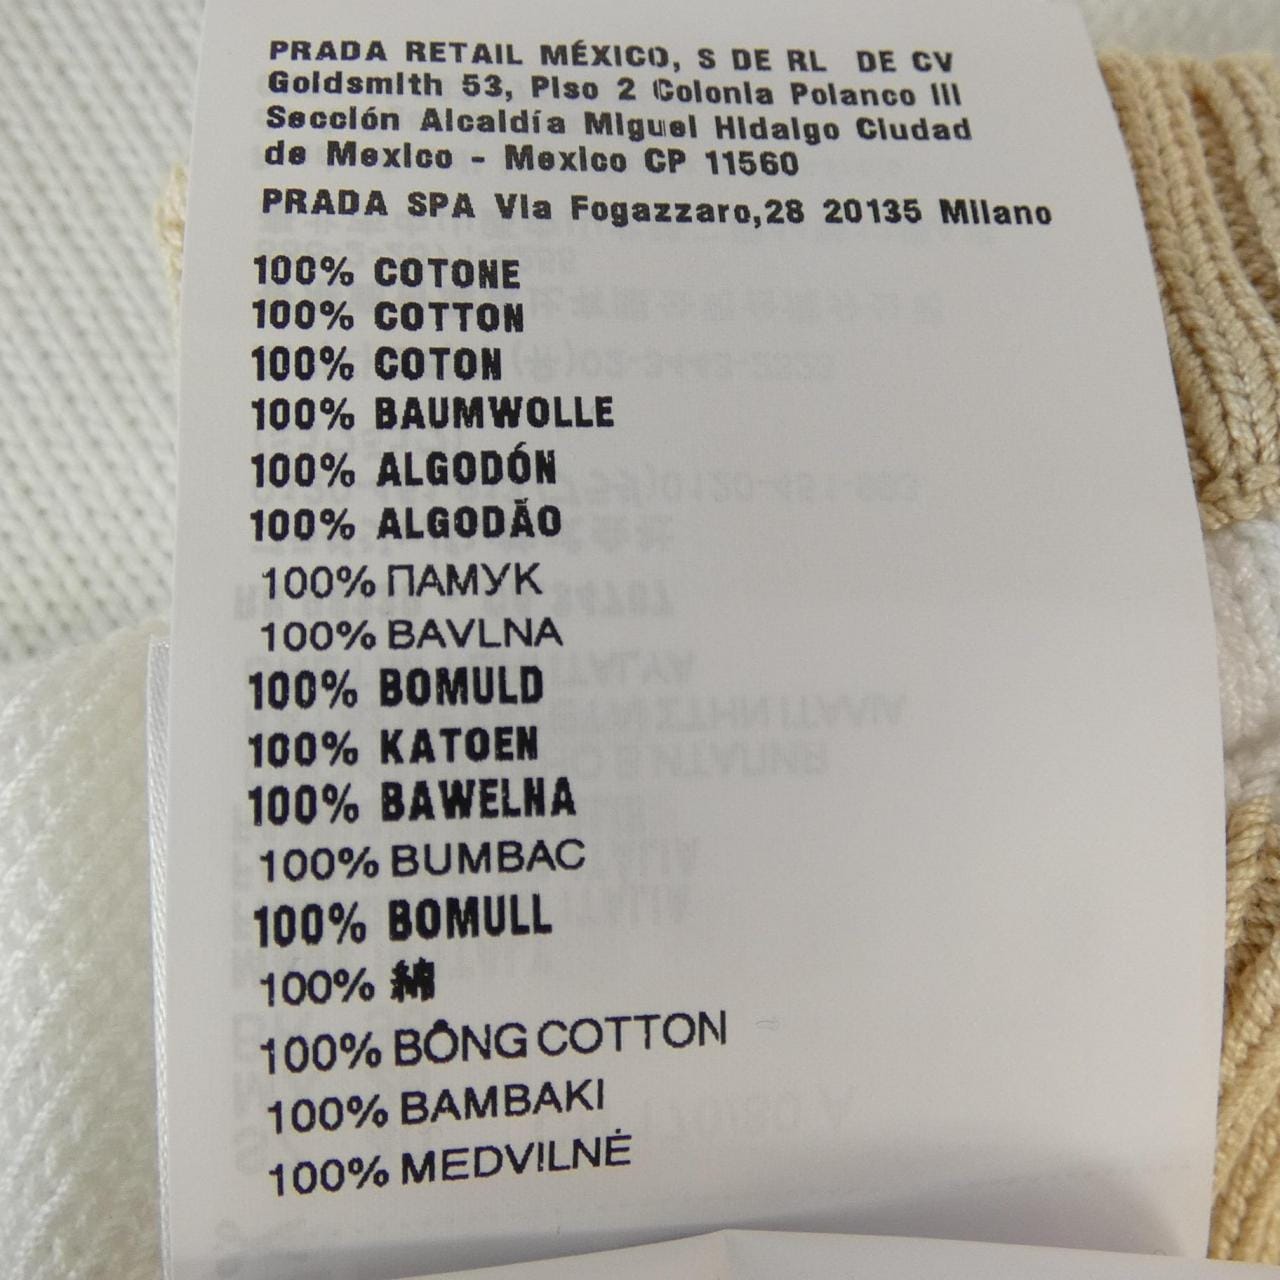 PRADA RETAIL MÉXICO, S DE RL DE CV
Goldsmith 53, Piso 2 Colonia Polanco III
Sección Alcaldía Miguel Hidalgo Ciudad
de Mexico - Mexico CP 11560
PRADA SPA Via Fogazzaro,28 20135 Milano
100% COTONE
100% COTTON
100% COTON
100% BAUMWOLLE
100% ALGODÓN
100% ALGODÃO
100% ПАМУК
100% BAVLNA
100% BOMULD
100% KATOEN
100% BAWELNA
100% BUMBAC
100% BOMULL
100% 綿
100% BÔNG COTTON
100% BAMBAKI
100% MEDVILNĖ